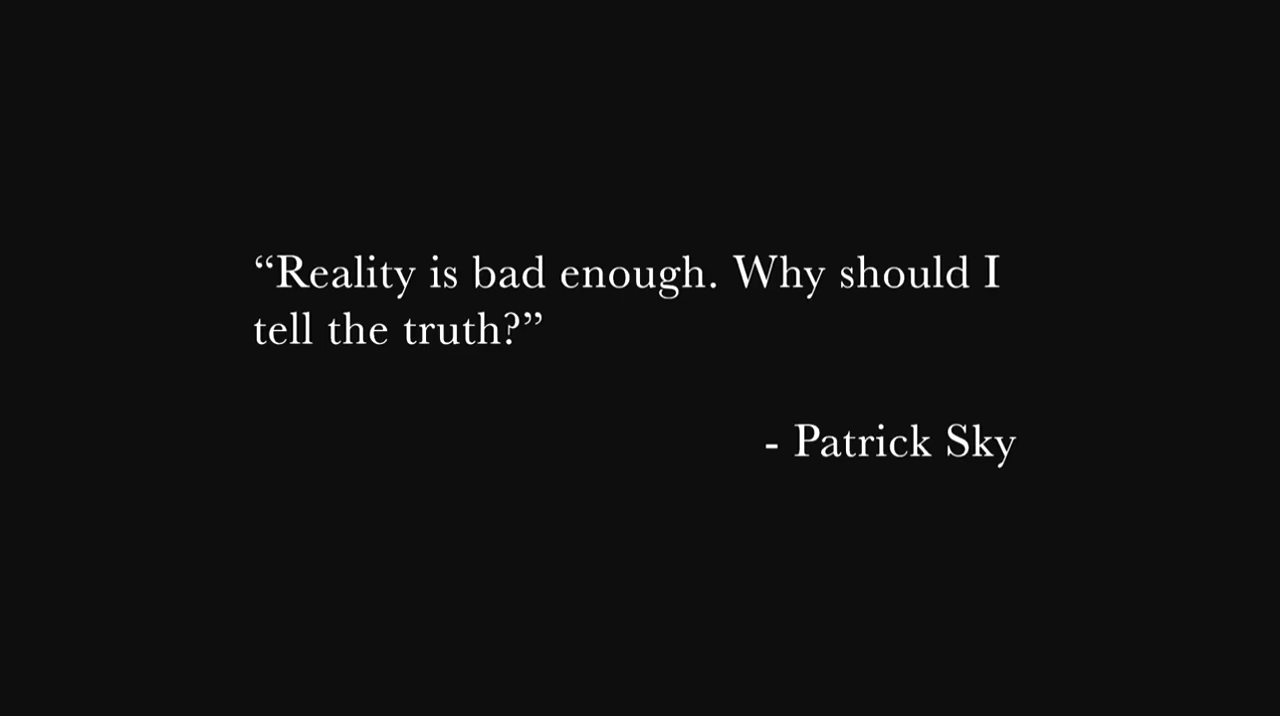 “Reality is bad enough. Why should I
tell the truth?”
- Patrick Sky